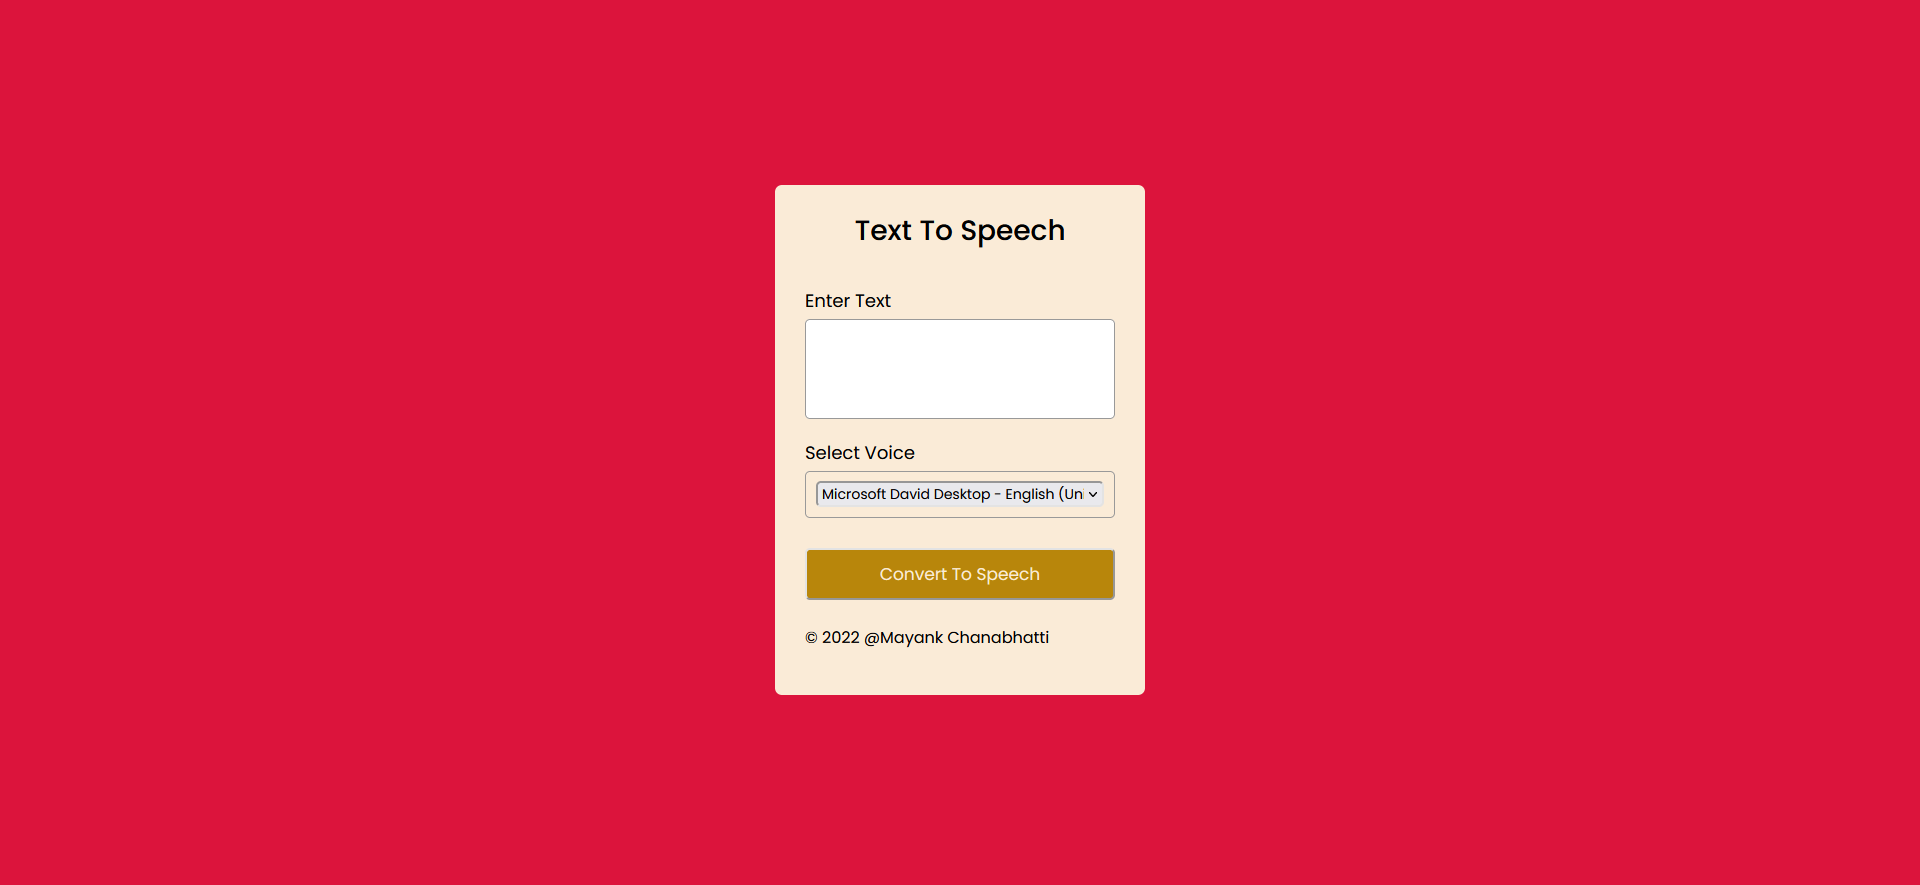 Text To Speech
Enter Text
Select Voice
Microsoft David Desktop - English (Un
Convert To Speech
© 2022 @Mayank Chanabhatti